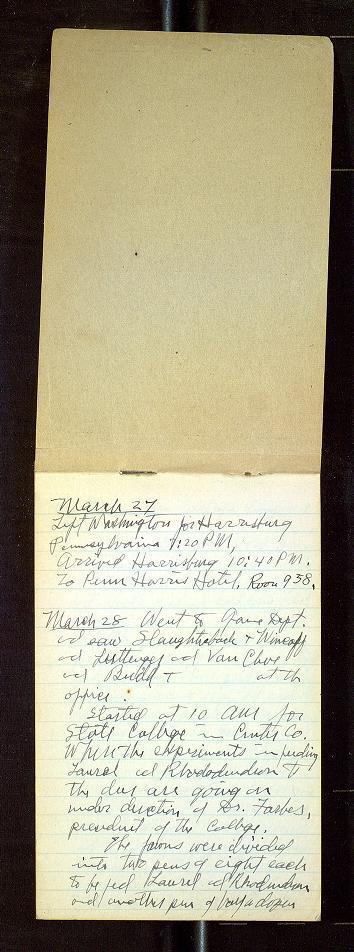 March 27
Left Washington for Harrisburg
Pennsylvania 7:20 PM,
Arrived Harrisburg 10:40 PM.
To Penn Harris Hotel, Room 938,
March 28 Went to Game Dept.
and saw Slaughterback +
and and Van Cleve
and Budd + at the
office.
Started at 10 AM for
State College in Centre Co.
Where the experiments in feeding
Laurel and Rhododendron to
the deer are going on
under direction of Dr. Forbes,
president of the College.
The fawns were divided
into two pens of eight each
to be fed Laurel and Rhododendron
and another pen of half a dozen